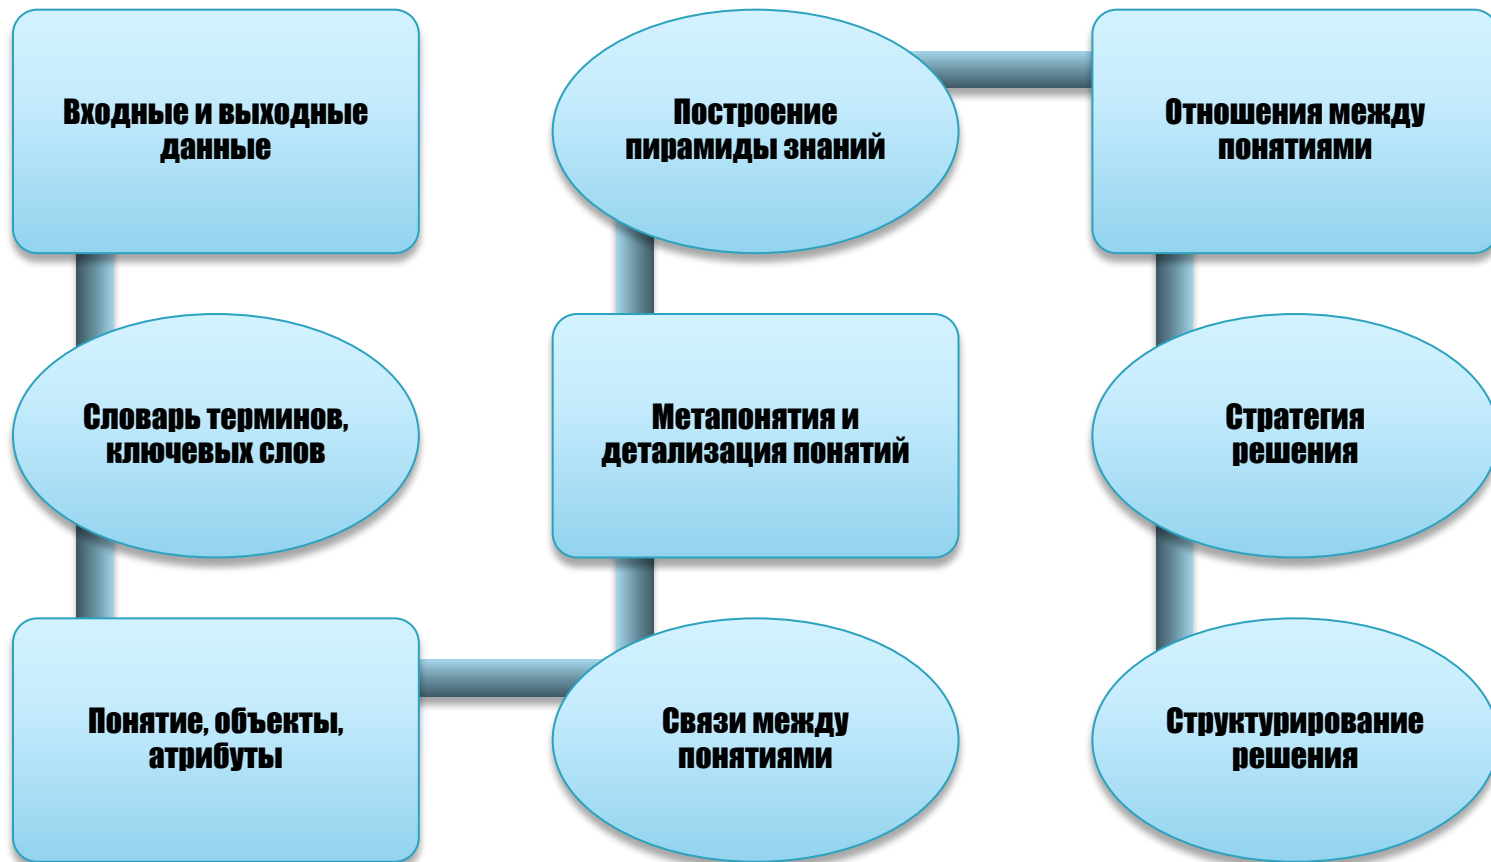 Входные и выходные
данные
Словарь терминов,
ключевых слов
Понятие, объекты,
атрибуты
Связи между
понятиями
Метапонятия и
детализация понятий
Построение
пирамиды знаний
Отношения между
понятиями
Стратегия
решения
Структурирование
решения